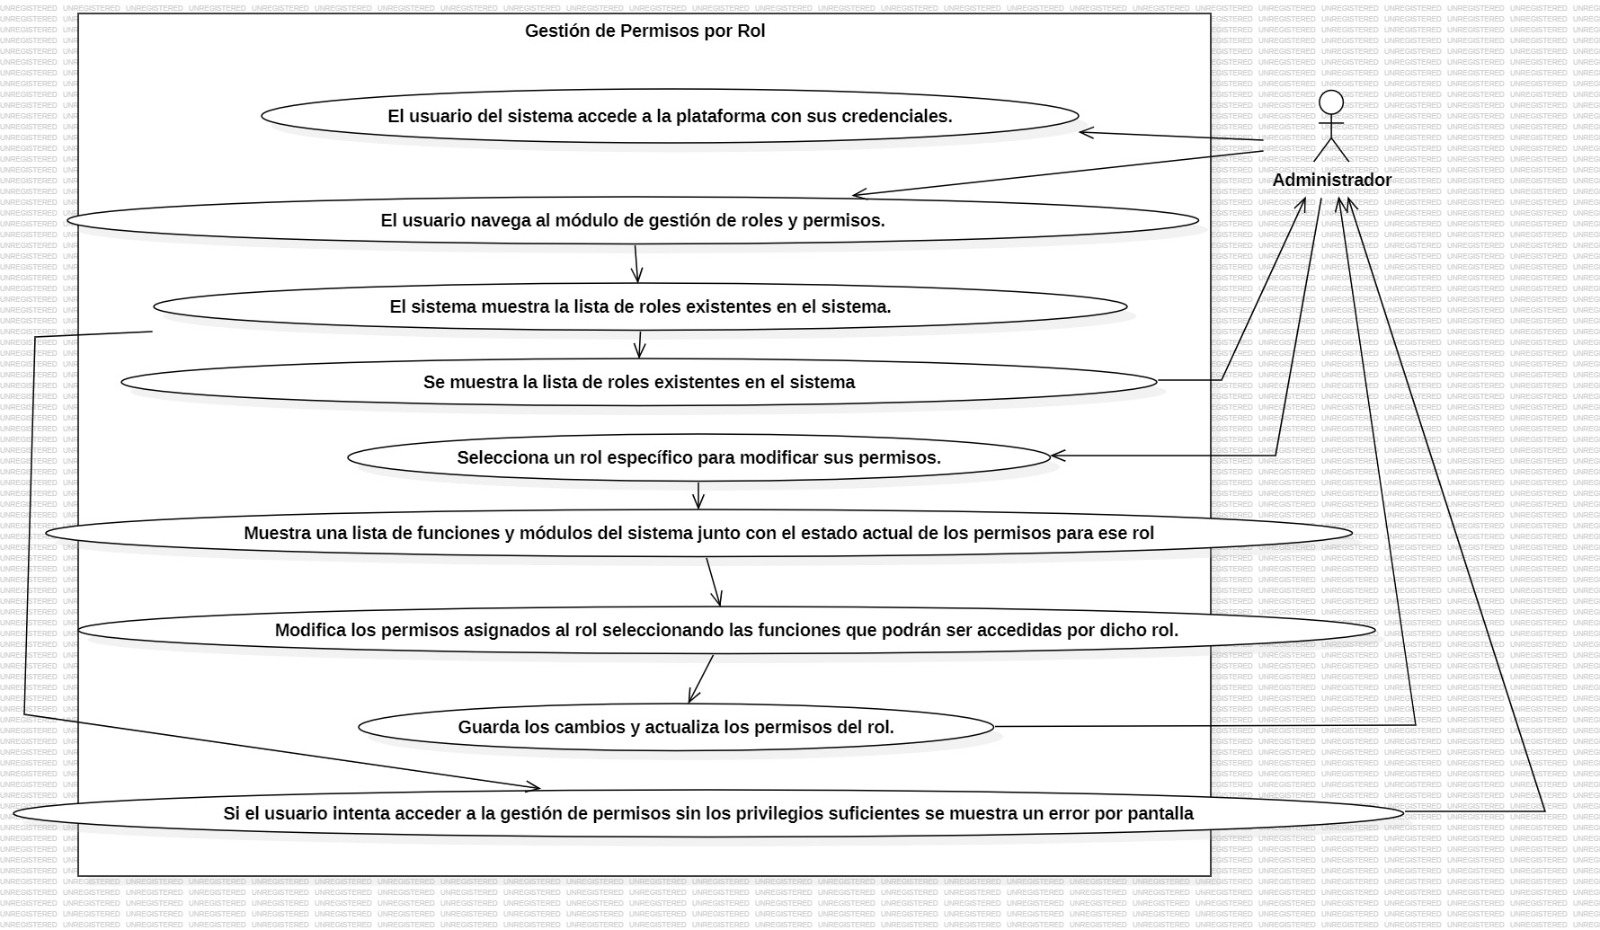 Gestión de Permisos por Rol
El usuario del sistema accede a la plataforma con sus credenciales.
Administrador
El usuario navega al módulo de gestión de roles y permisos.
El sistema muestra la lista de roles existentes en el sistema.
Se muestra la lista de roles existentes en el sistema
Selecciona un rol específico para modificar sus permisos.
Muestra una lista de funciones y módulos del sistema junto con el estado actual de los permisos para ese rol
Modifica los permisos asignados al rol seleccionando las funciones que podrán ser accedidas por dicho rol.
Guarda los cambios y actualiza los permisos del rol.
Si el usuario intenta acceder a la gestión de permisos sin los privilegios suficientes se muestra un error por pantalla
UNREGISTERED